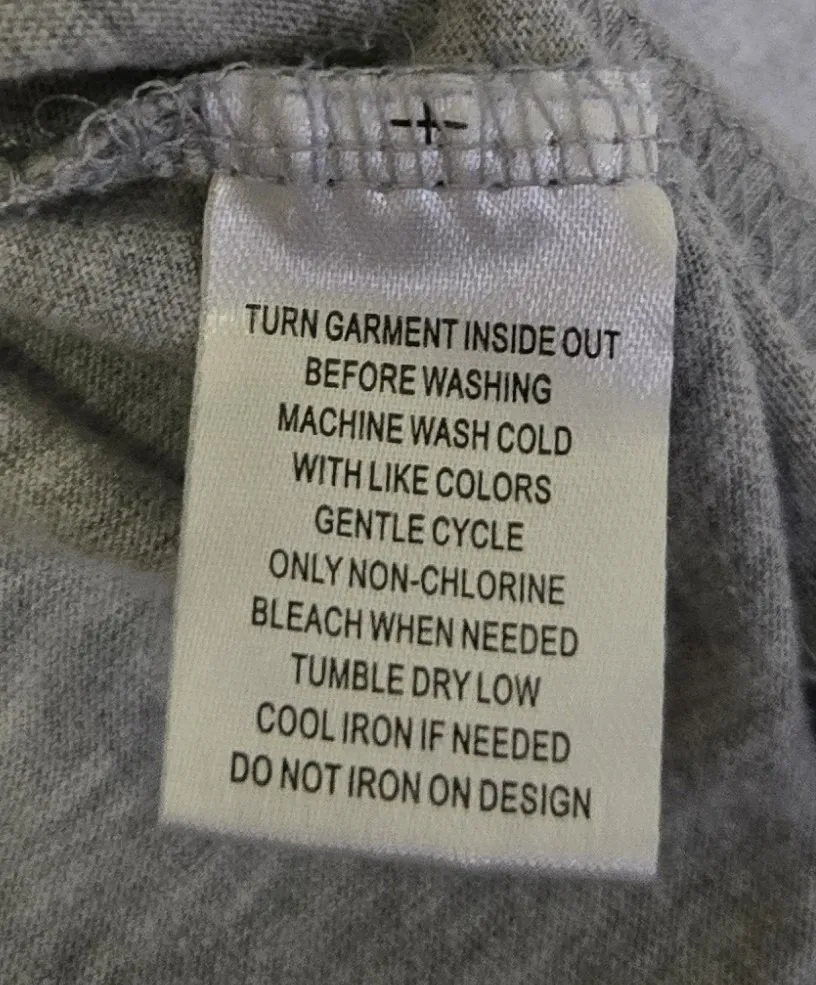 TURN GARMENT INSIDE OUT
BEFORE WASHING
MACHINE WASH COLD
WITH LIKE COLORS
GENTLE CYCLE
ONLY NON-CHLORINE
BLEACH WHEN NEEDED
TUMBLE DRY LOW
COOL IRON IF NEEDED
DO NOT IRON ON DESIGN